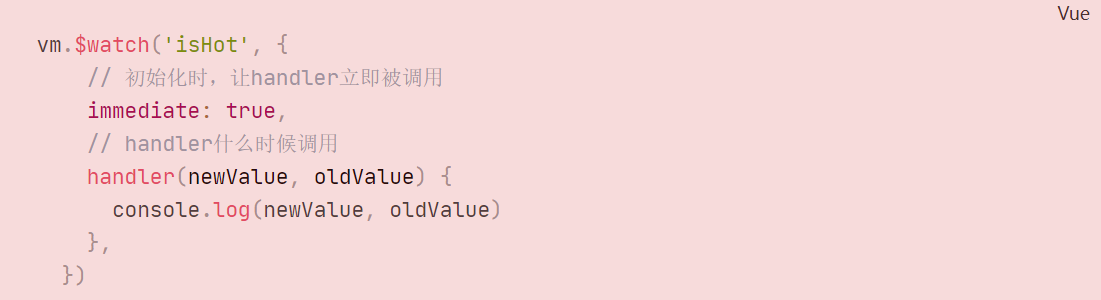 Vue
vm.$watch('isHot', {
    // 初始化时，让handler立即被调用
    immediate: true,
    // handler什么时候调用
    handler(newValue, oldValue) {
      console.log(newValue, oldValue)
    },
  })